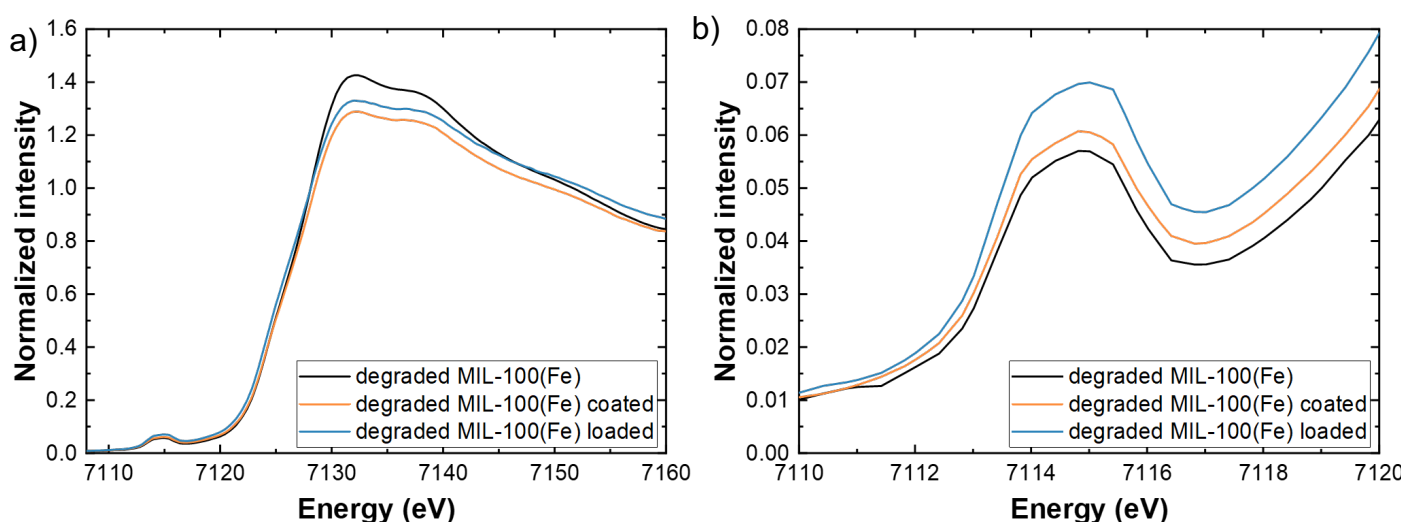 a)
Normalized intensity
1.6
1.4
1.2
1.0
0.8
0.6
0.4
0.2
0.0
degraded MIL-100(Fe)
degraded MIL-100(Fe) coated
degraded MIL-100(Fe) loaded
7110 7120 7130 7140 7150 7160
Energy (eV)
b)
Normalized intensity
0.08
0.07
0.06
0.05
0.04
0.03
0.02
0.01
0.00
degraded MIL-100(Fe)
degraded MIL-100(Fe) coated
degraded MIL-100(Fe) loaded
7110 7112 7114 7116 7118 7120
Energy (eV)